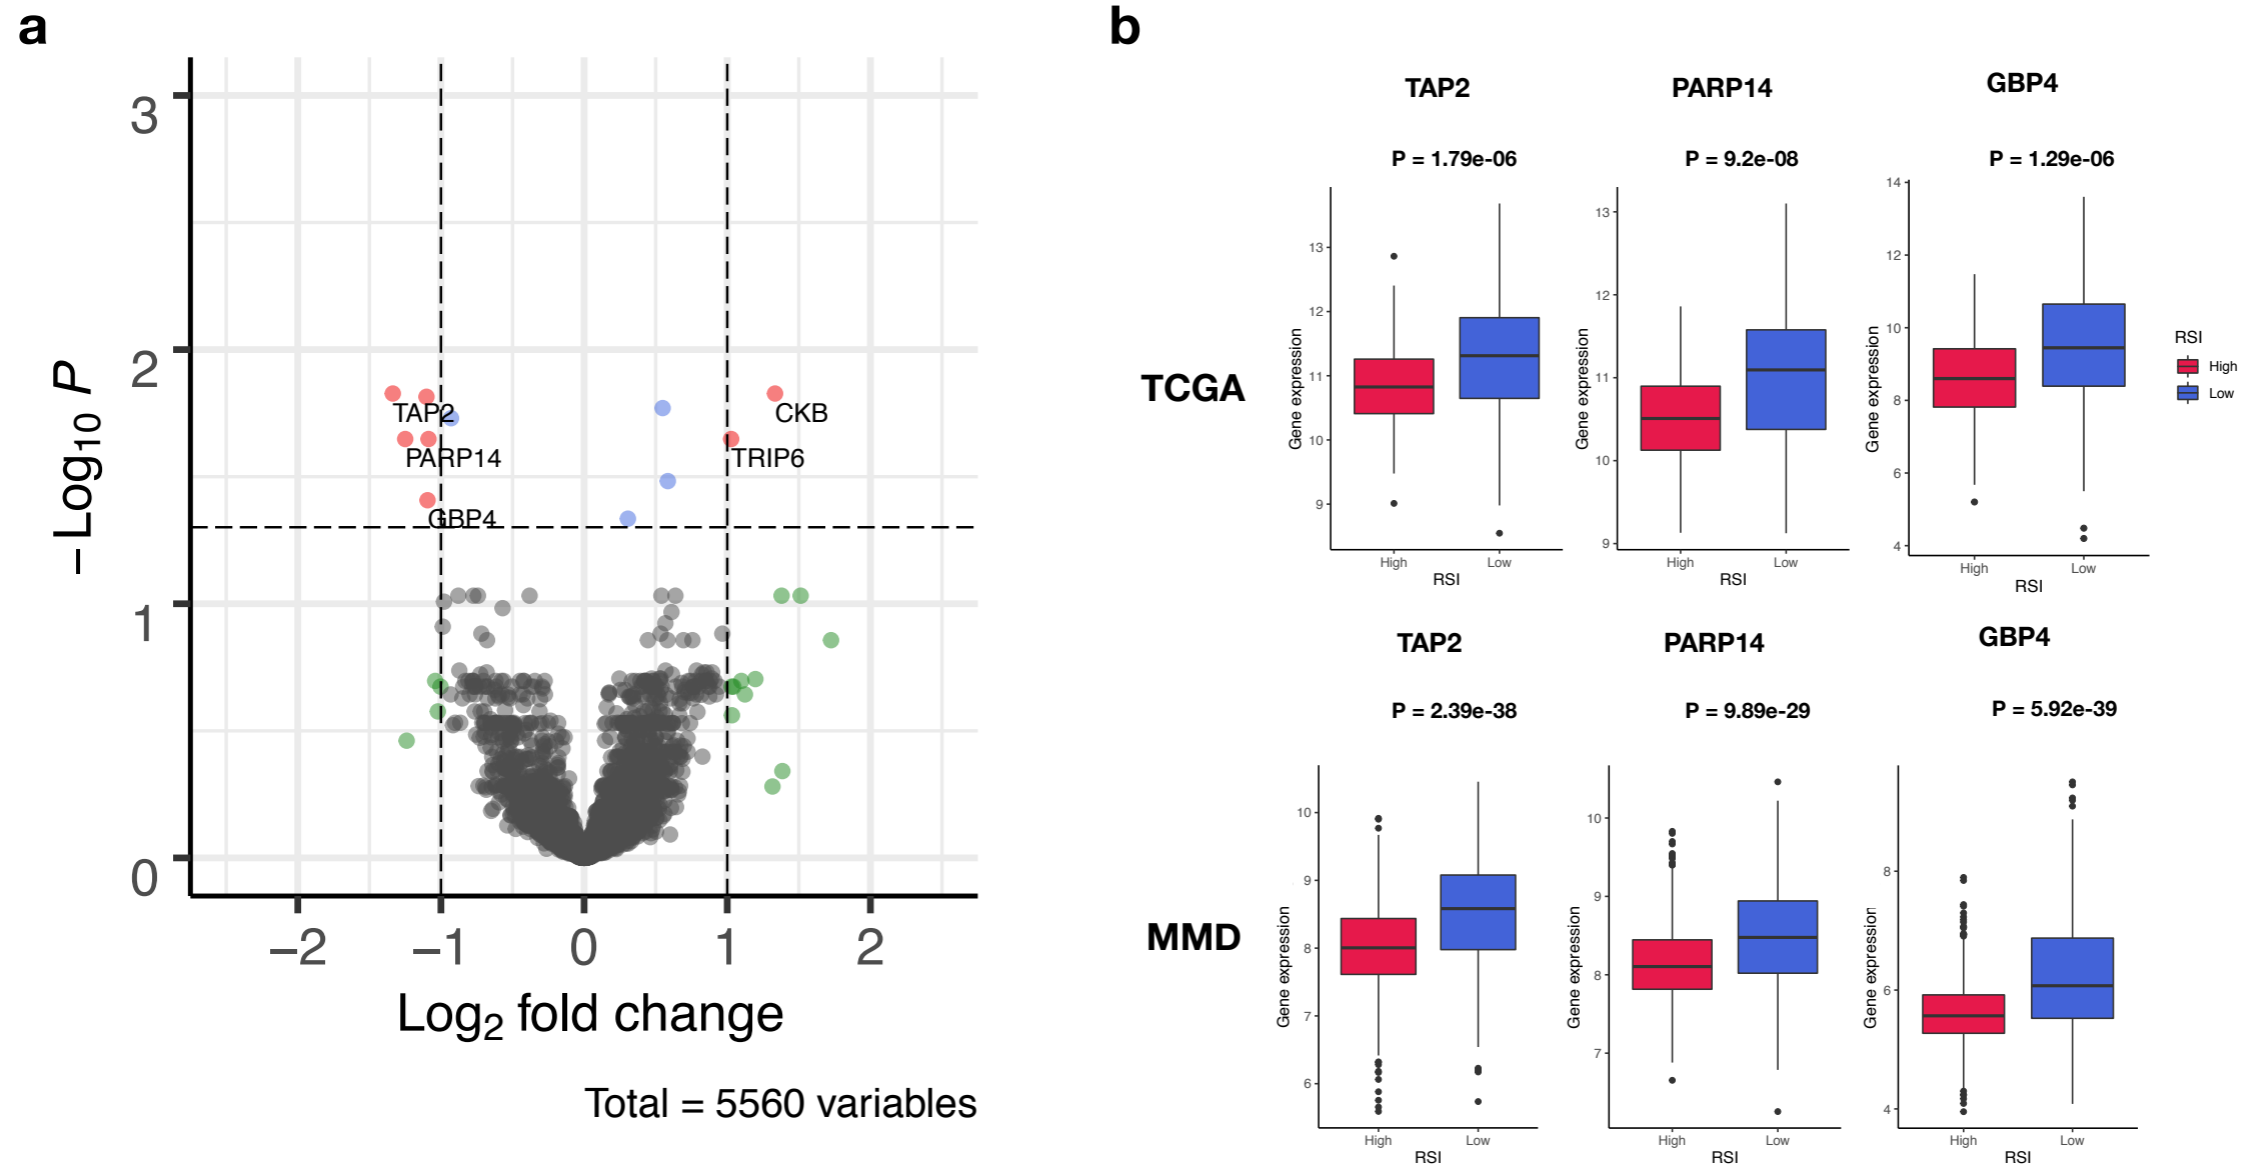 a
3
2
1
0
−Log10 P
TAP2
PARP14
GBP4
CKB
TRIP6
−2
−1
0
1
2
Log2 fold change
Total = 5560 variables
b
TCGA
TAP2
P = 1.79e-06
Gene expression
13
12
11
10
9
High
Low
RSI
PARP14
P = 9.2e-08
Gene expression
13
12
11
10
9
High
Low
RSI
GBP4
P = 1.29e-06
Gene expression
14
12
10
8
6
4
High
Low
RSI
RSI
High
Low
MMD
TAP2
P = 2.39e-38
Gene expression
10
9
8
7
6
High
Low
RSI
PARP14
P = 9.89e-29
Gene expression
10
9
8
7
High
Low
RSI
GBP4
P = 5.92e-39
Gene expression
8
6
4
High
Low
RSI